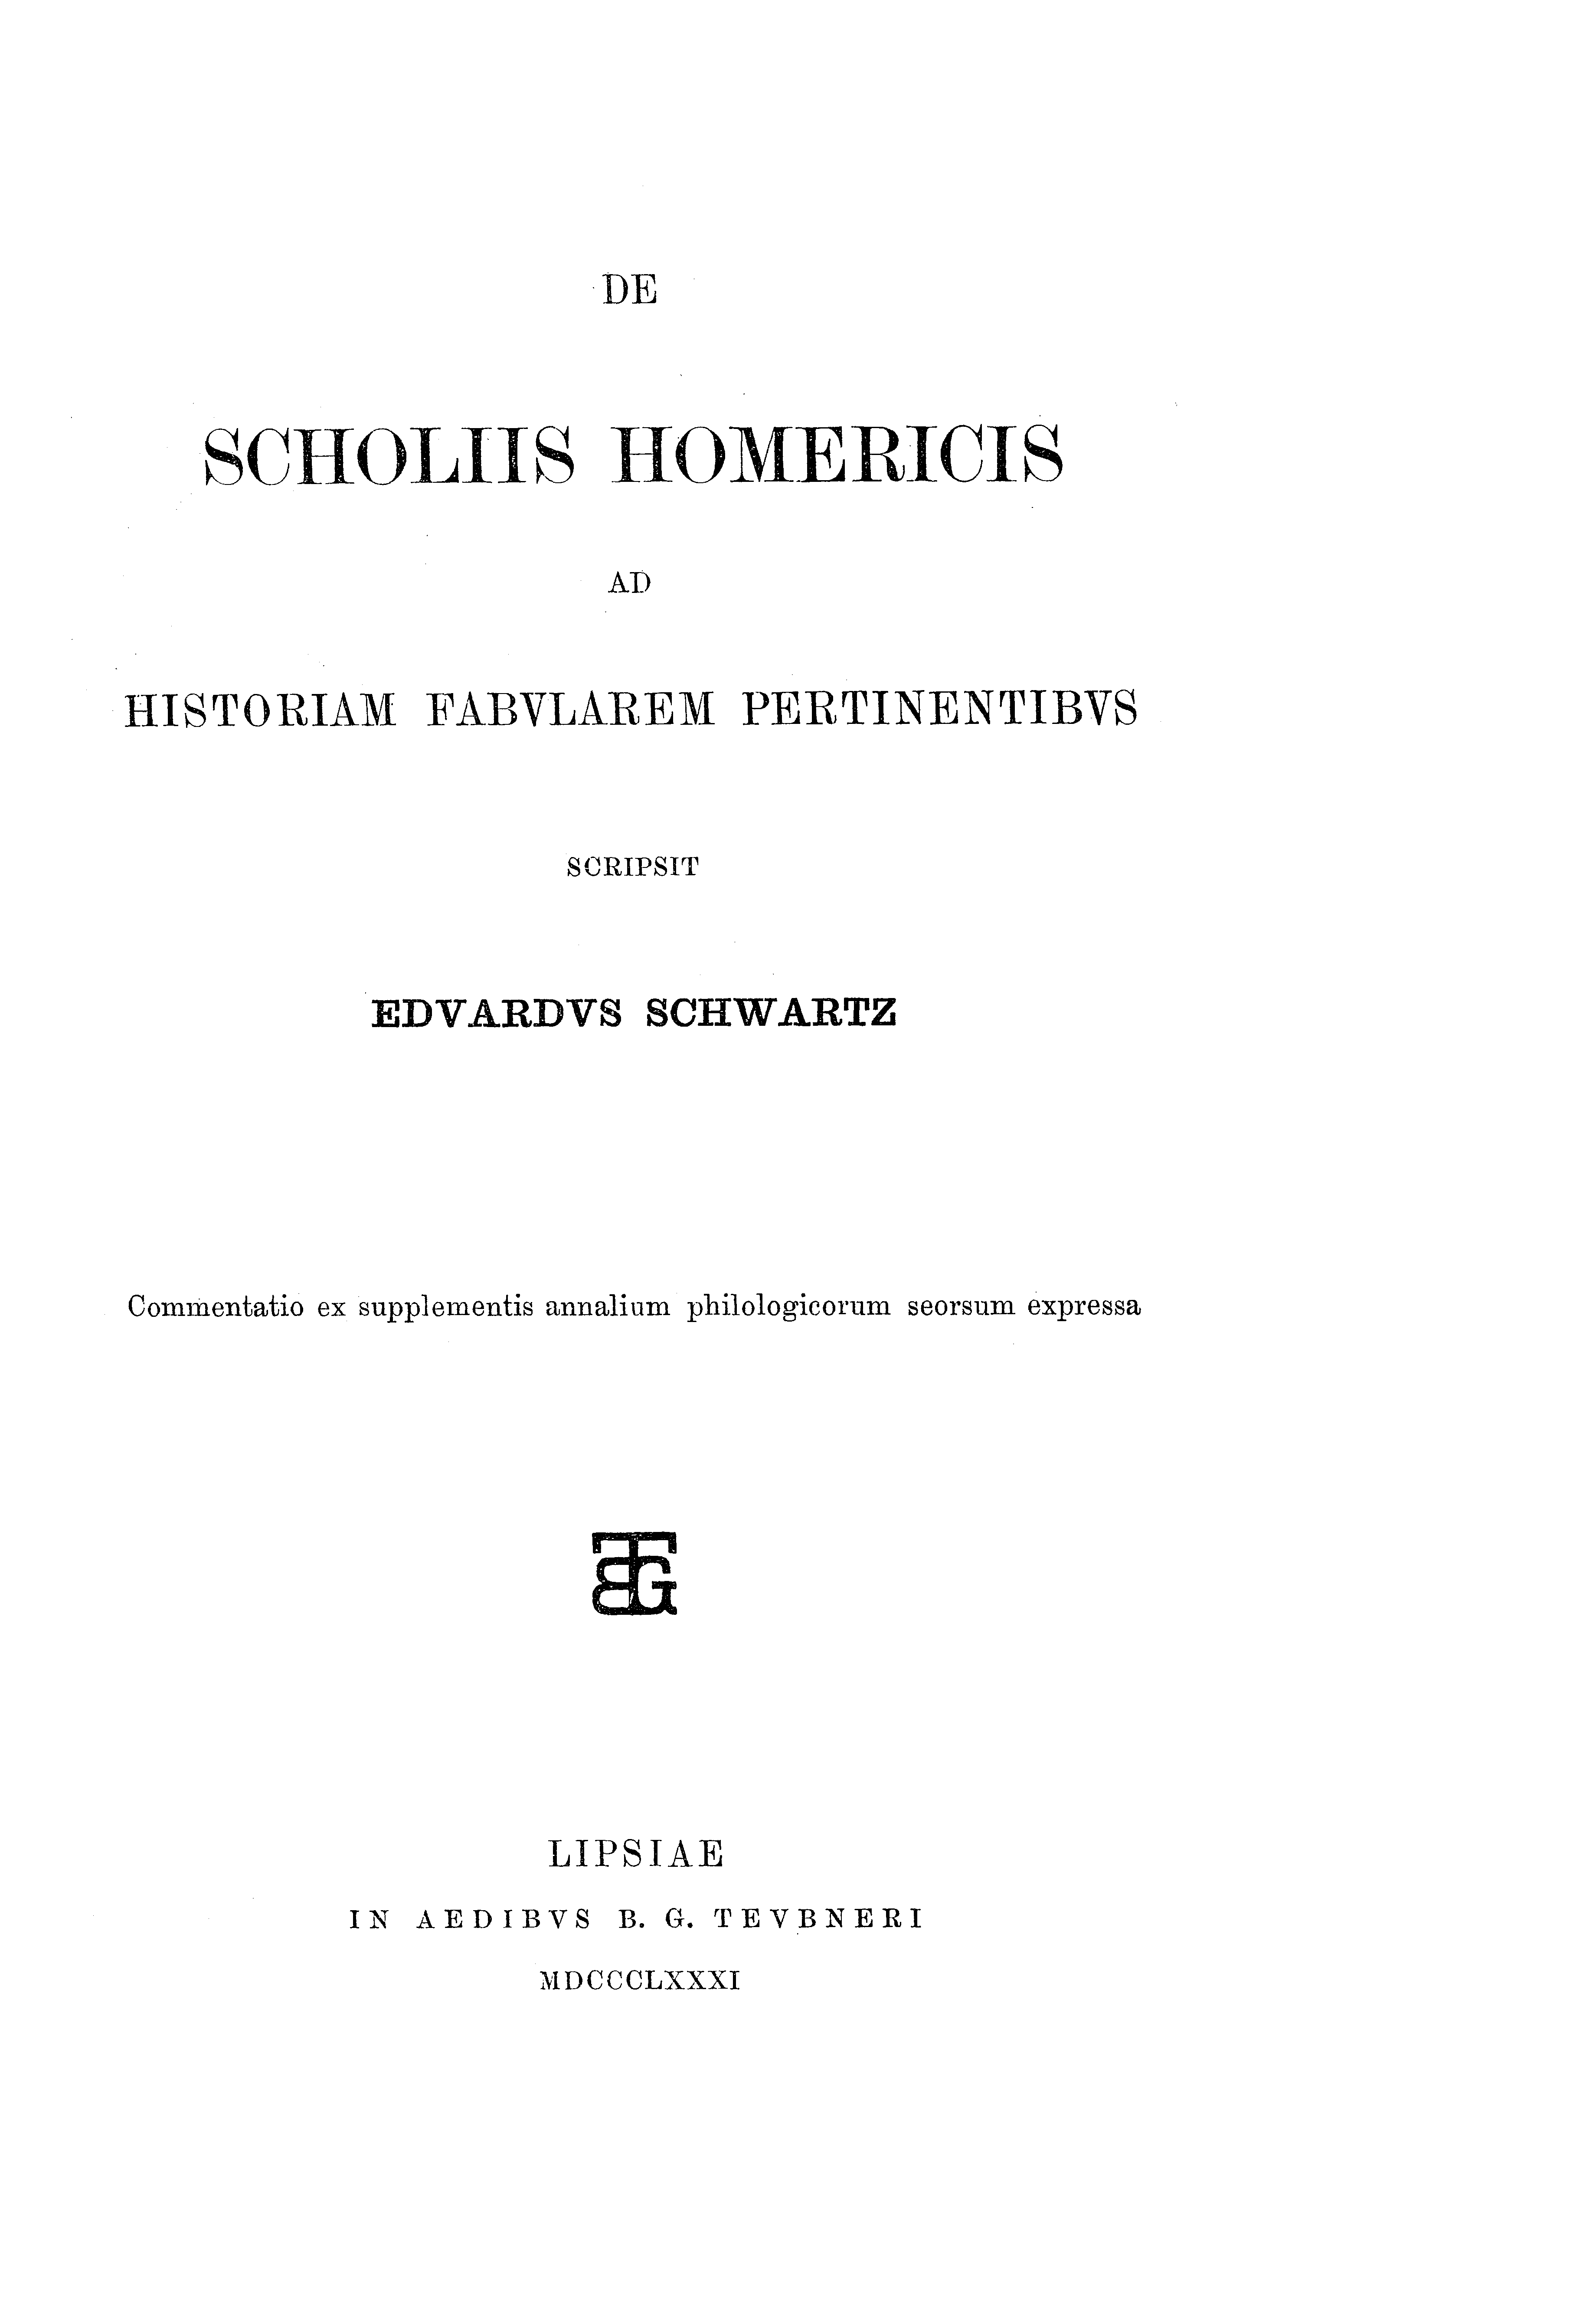 DE
SCHOLIIS HOMERICIS
AD
HISTORIAM FABVLAREM PERTINENTIBVS
SCRIPSIT
EDVARDVS SCHWARTZ
Commentatio ex supplementis annalium philologicorum seorsum expressa
BTG
LIPSIAE
IN AEDIBVS B. G. TEVBNERI
MDCCCLXXXI